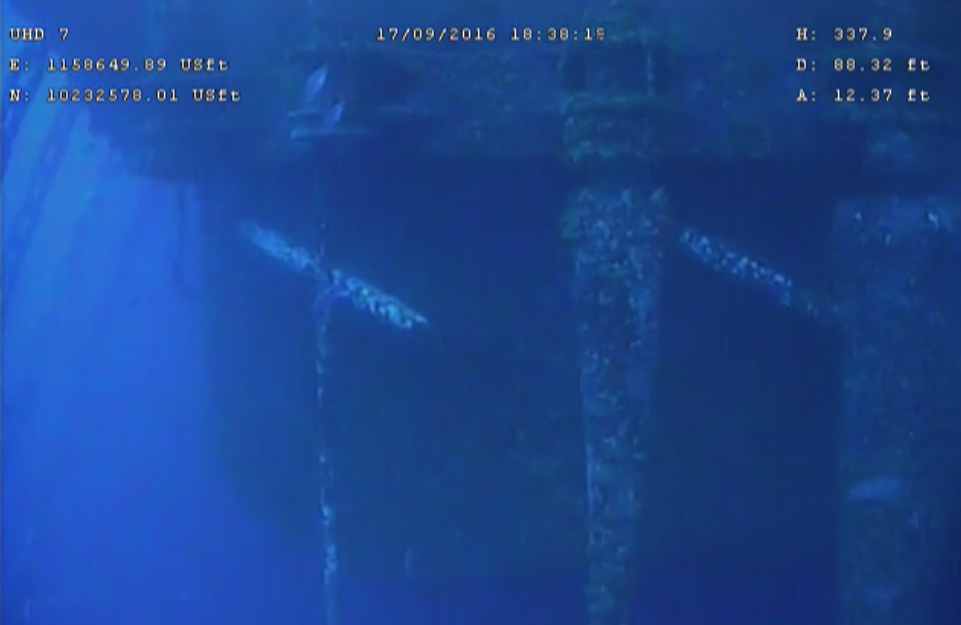 UHD 7 17/09/2016 18:38:15 H: 337.9
E: 1158649.89 USft D: 88.32 ft
N: 10232578.01 USft A: 12.37 ft